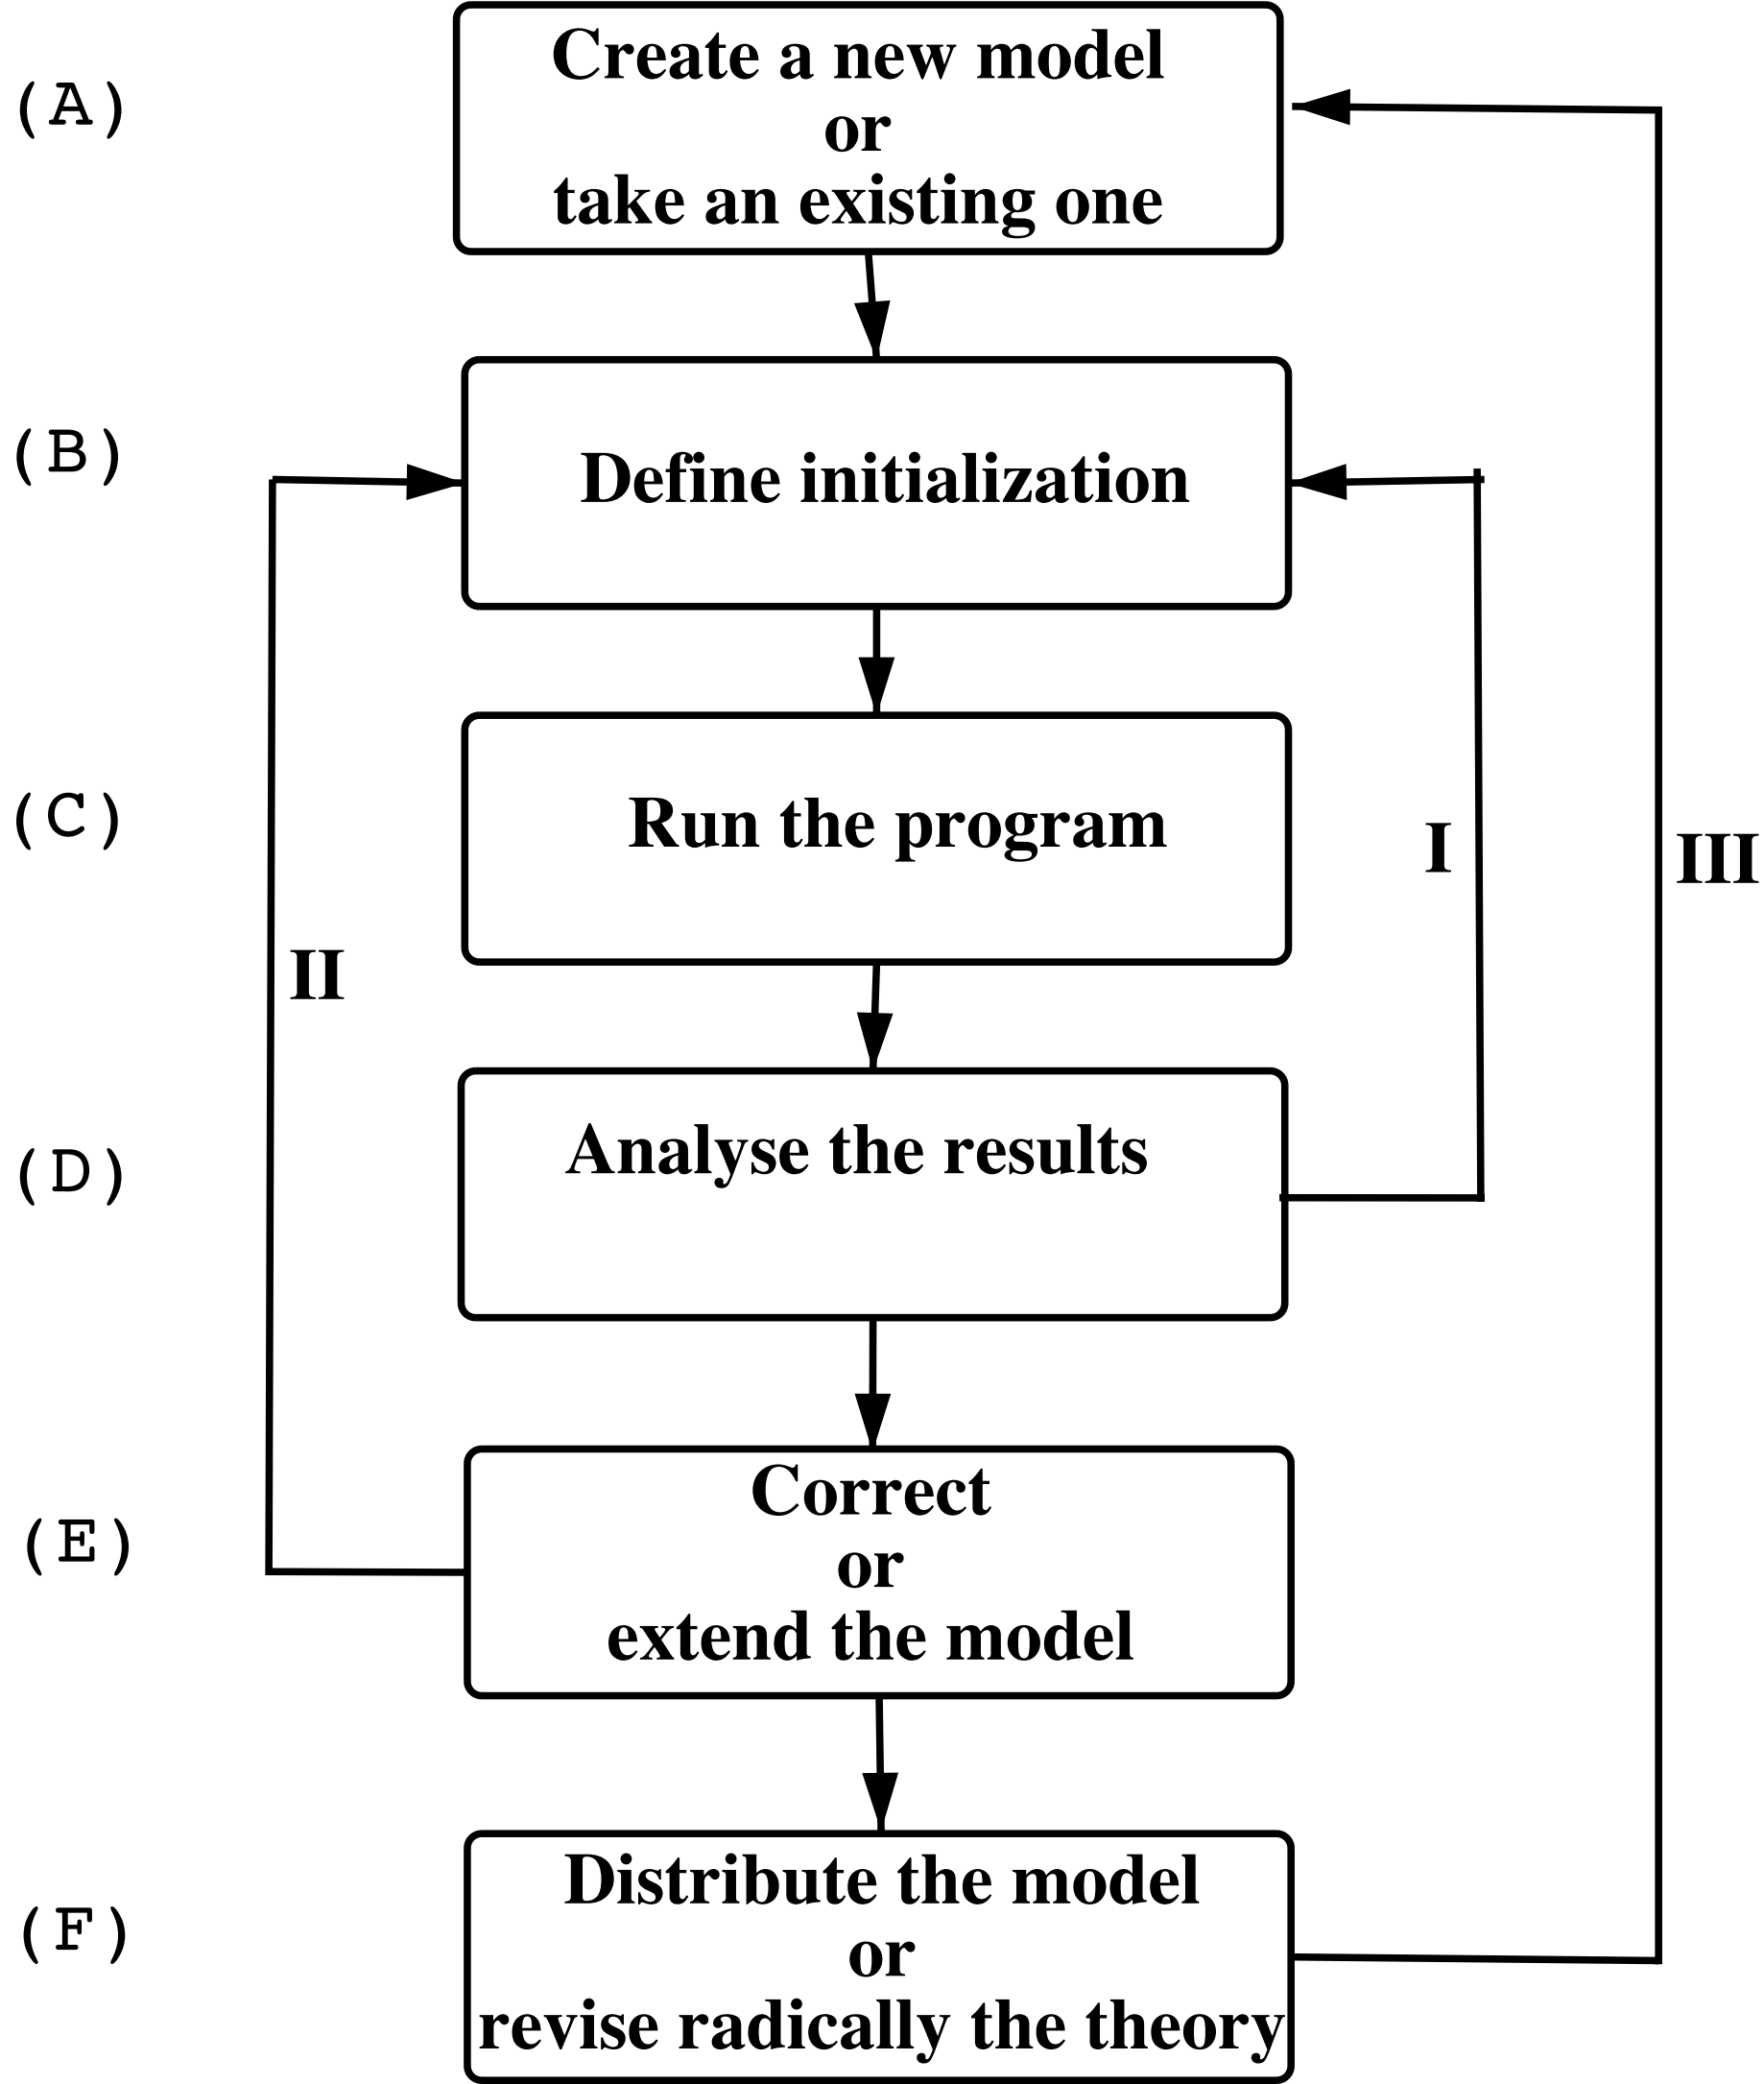 (A)
Create a new model
or
take an existing one
(B)
Define initialization
(C)
Run the program
I
III
II
(D)
Analyse the results
(E)
Correct
or
extend the model
(F)
Distribute the model
or
revise radically the theory